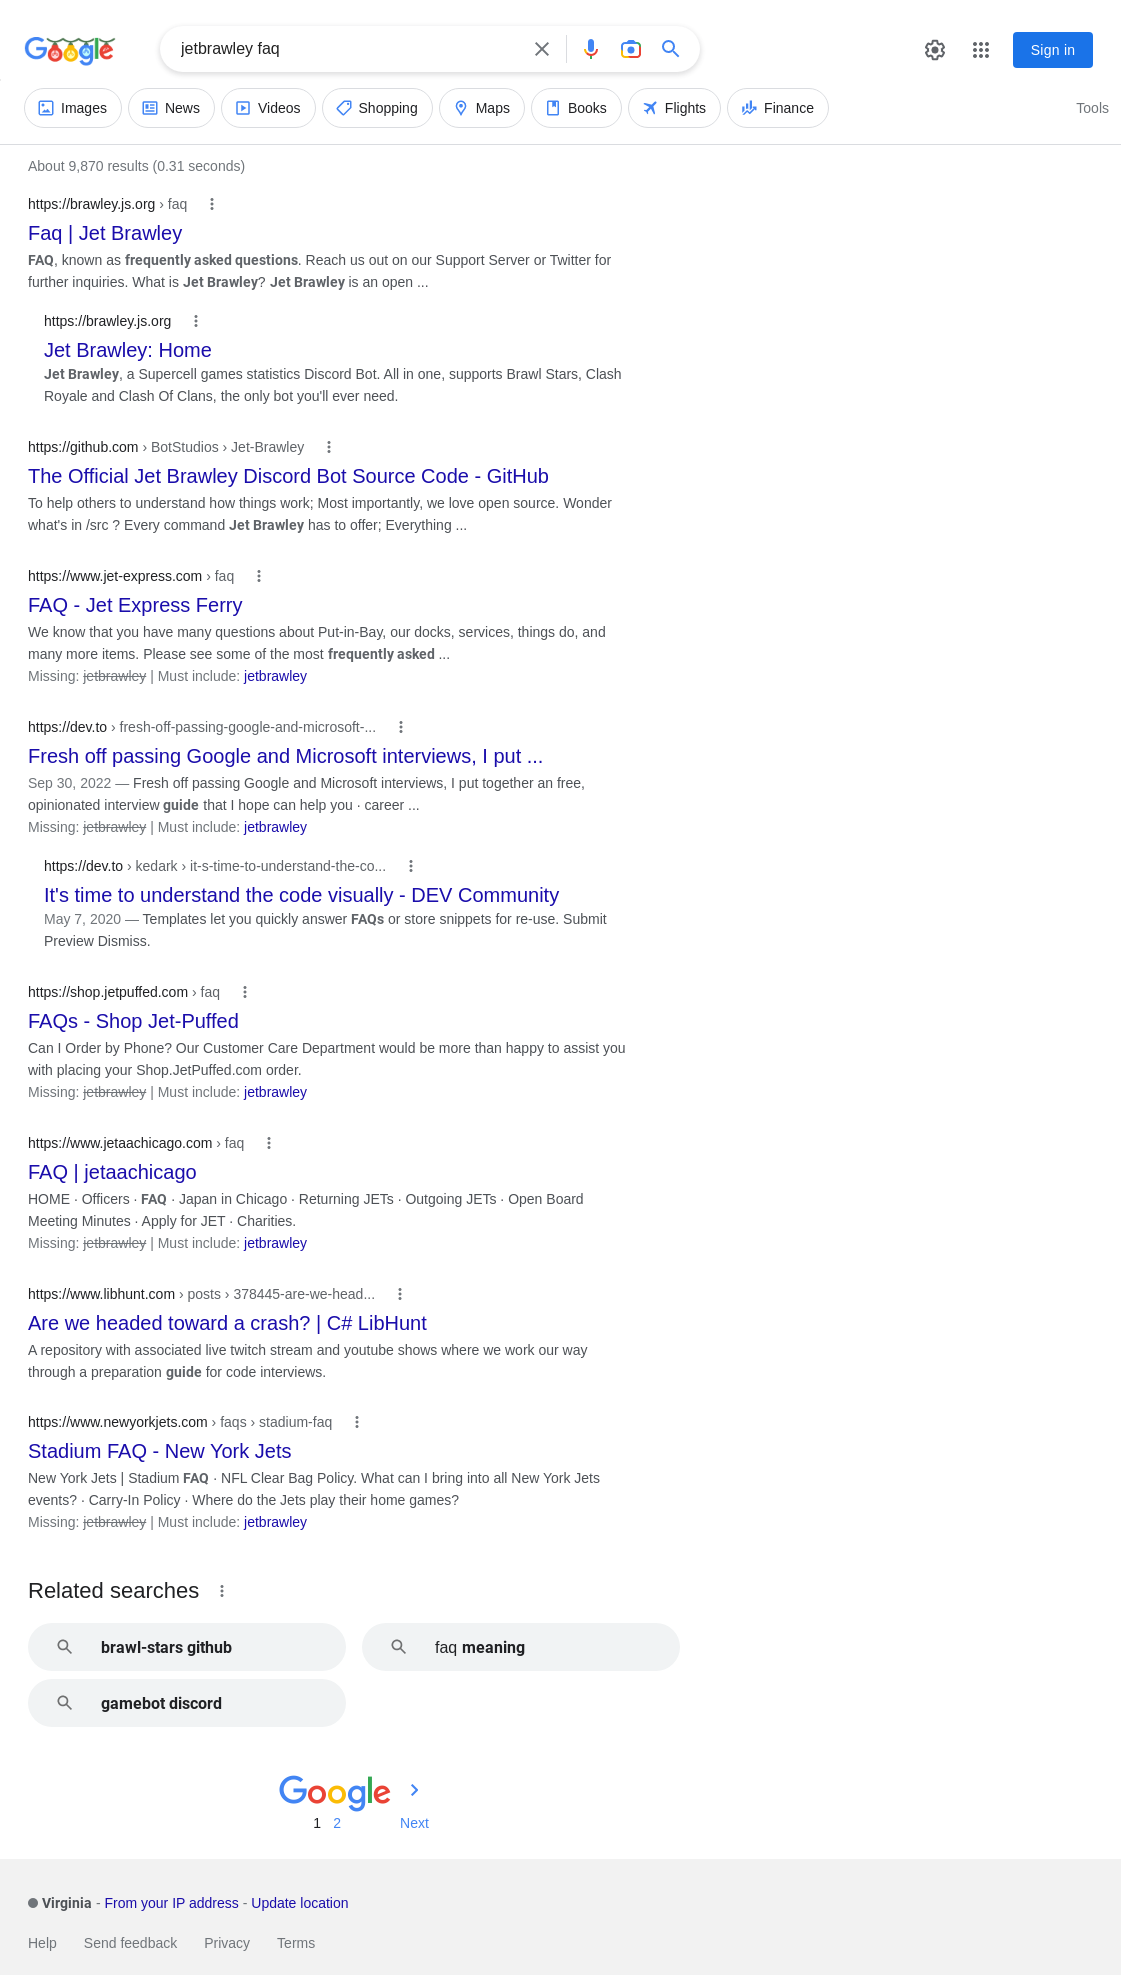 Google
jetbrawley faq
Sign in
Images
News
Videos
Shopping
Maps
Books
Flights
Finance
Tools
About 9,870 results (0.31 seconds)
https://brawley.js.org › faq
Faq | Jet Brawley
FAQ, known as frequently asked questions. Reach us out on our Support Server or Twitter for
further inquiries. What is Jet Brawley? Jet Brawley is an open ...
https://brawley.js.org
Jet Brawley: Home
Jet Brawley, a Supercell games statistics Discord Bot. All in one, supports Brawl Stars, Clash
Royale and Clash Of Clans, the only bot you'll ever need.
https://github.com › BotStudios › Jet-Brawley
The Official Jet Brawley Discord Bot Source Code - GitHub
To help others to understand how things work; Most importantly, we love open source. Wonder
what's in /src ? Every command Jet Brawley has to offer; Everything ...
https://www.jet-express.com › faq
FAQ - Jet Express Ferry
We know that you have many questions about Put-in-Bay, our docks, services, things do, and
many more items. Please see some of the most frequently asked ...
Missing: jetbrawley | Must include: jetbrawley
https://dev.to › fresh-off-passing-google-and-microsoft-...
Fresh off passing Google and Microsoft interviews, I put ...
Sep 30, 2022 — Fresh off passing Google and Microsoft interviews, I put together an free,
opinionated interview guide that I hope can help you · career ...
Missing: jetbrawley | Must include: jetbrawley
https://dev.to › kedark › it-s-time-to-understand-the-co...
It's time to understand the code visually - DEV Community
May 7, 2020 — Templates let you quickly answer FAQs or store snippets for re-use. Submit
Preview Dismiss.
https://shop.jetpuffed.com › faq
FAQs - Shop Jet-Puffed
Can I Order by Phone? Our Customer Care Department would be more than happy to assist you
with placing your Shop.JetPuffed.com order.
Missing: jetbrawley | Must include: jetbrawley
https://www.jetaachicago.com › faq
FAQ | jetaachicago
HOME · Officers · FAQ · Japan in Chicago · Returning JETs · Outgoing JETs · Open Board
Meeting Minutes · Apply for JET · Charities.
Missing: jetbrawley | Must include: jetbrawley
https://www.libhunt.com › posts › 378445-are-we-head...
Are we headed toward a crash? | C# LibHunt
A repository with associated live twitch stream and youtube shows where we work our way
through a preparation guide for code interviews.
https://www.newyorkjets.com › faqs › stadium-faq
Stadium FAQ - New York Jets
New York Jets | Stadium FAQ · NFL Clear Bag Policy. What can I bring into all New York Jets
events? · Carry-In Policy · Where do the Jets play their home games?
Missing: jetbrawley | Must include: jetbrawley
Related searches
brawl-stars github
faq meaning
gamebot discord
Google
1 2 Next
Virginia - From your IP address - Update location
Help Send feedback Privacy Terms